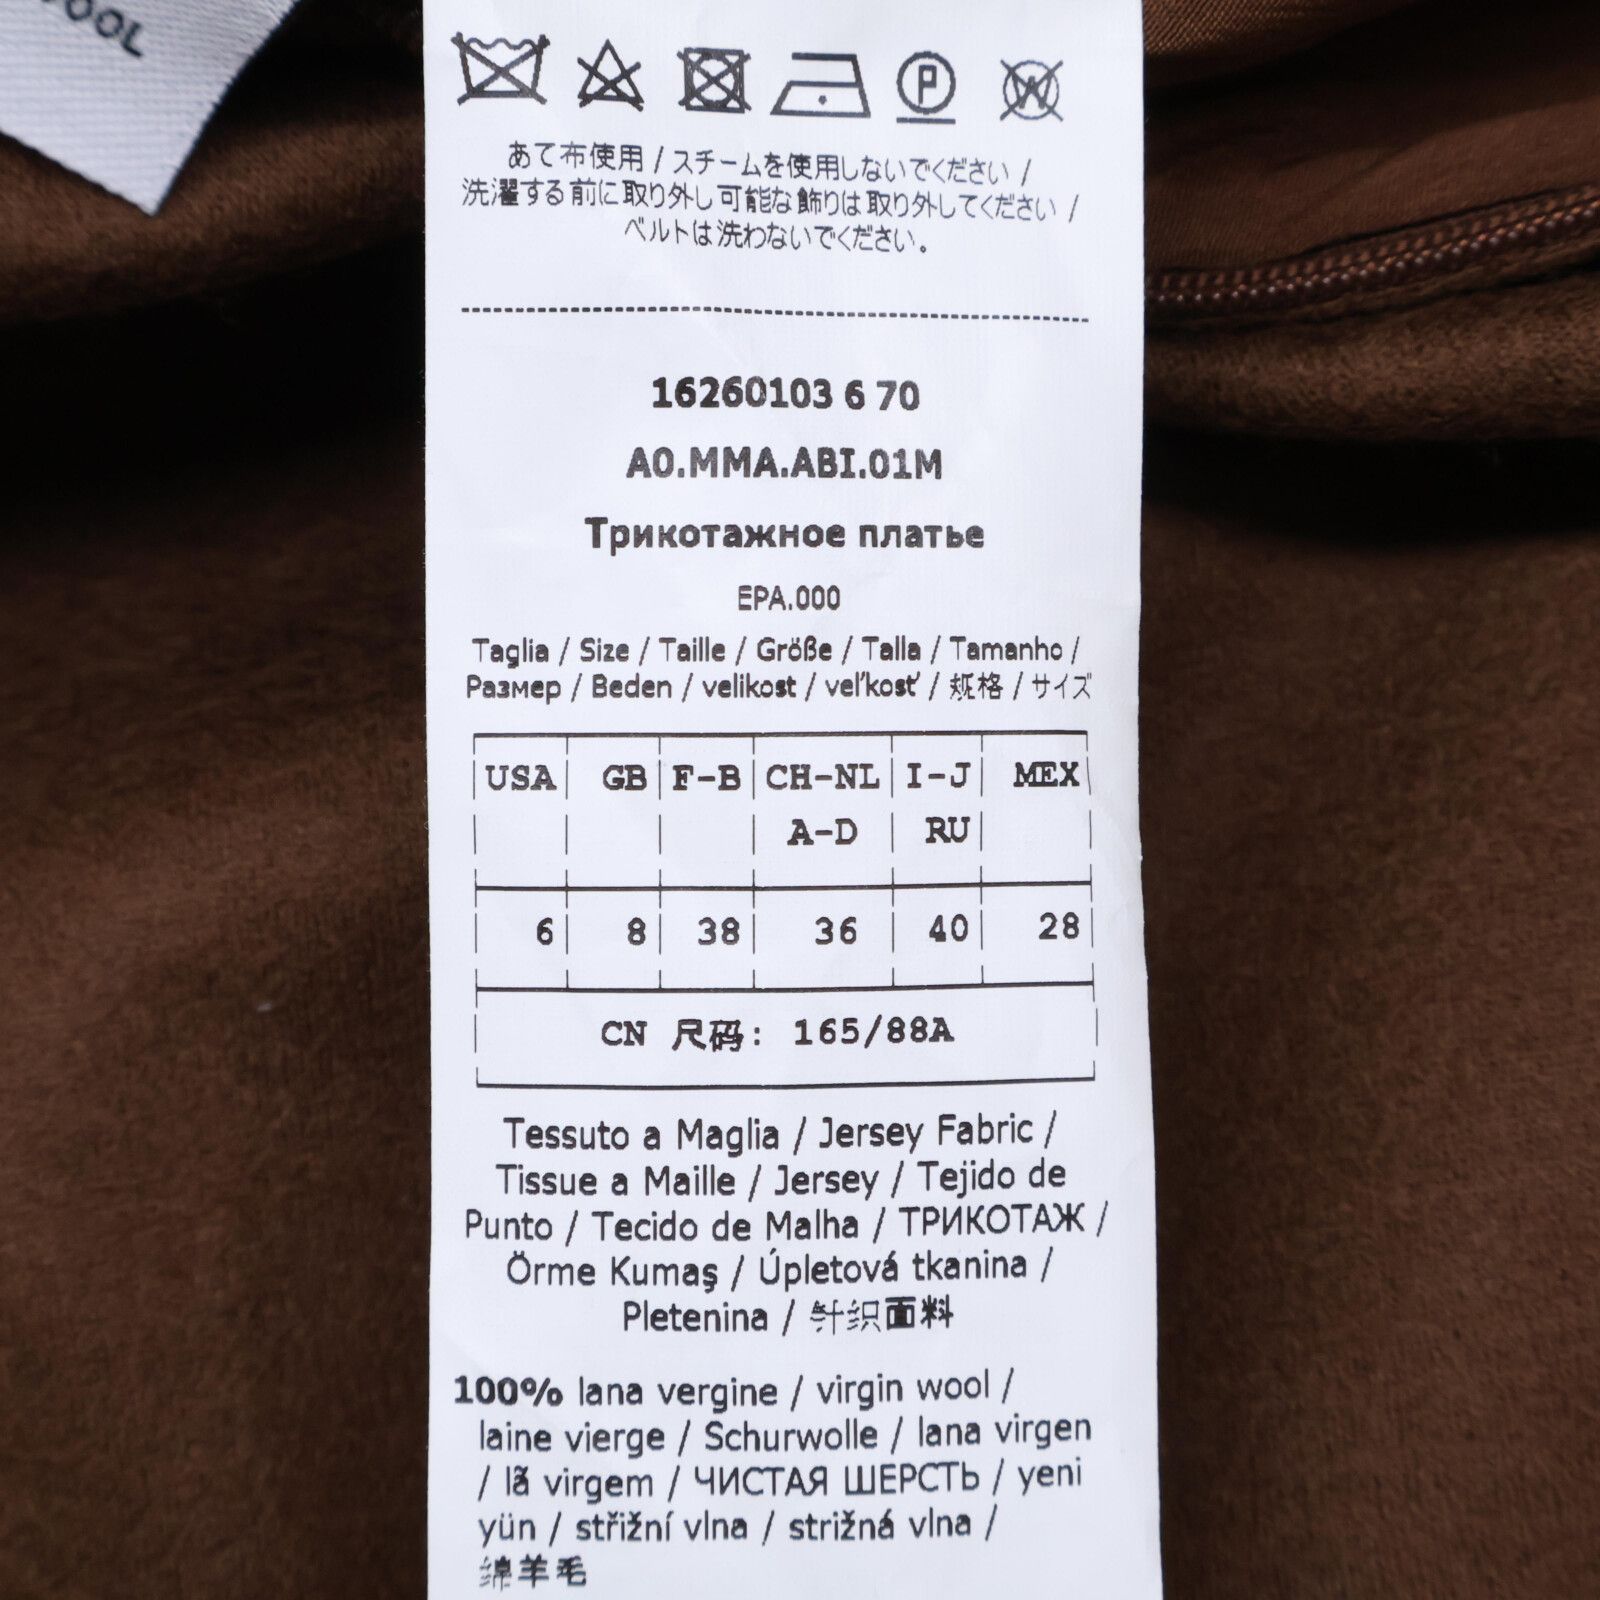 WOOL
P
W
あて布使用 / スチームを使用しないでください /
洗濯する前に取り外し可能な飾りは取り外してください /
ベルトは洗わないでください。
16260103 6 70
A0.MMA.ABI.01M
Трикотажное платье
EPA.000
Taglia / Size / Taille / Größe / Talla / Tamanho /
Размер / Beden / velikost / veľkosť / 规格 / サイズ
USA GB F-B CH-NL I-J MEX
A-D RU
6 8 38 36 40 28
CN 尺码: 165/88A
Tessuto a Maglia / Jersey Fabric /
Tissue a Maille / Jersey / Tejido de
Punto / Tecido de Malha / ТРИКОТАЖ /
Örme Kumaş / Úpletová tkanina /
Pletenina / 针织面料
100% lana vergine / virgin wool /
laine vierge / Schurwolle / lana virgen
/ lã virgem / ЧИСТАЯ ШЕРСТЬ / yeni
yün / střižní vlna / strižná vlna /
绵羊毛